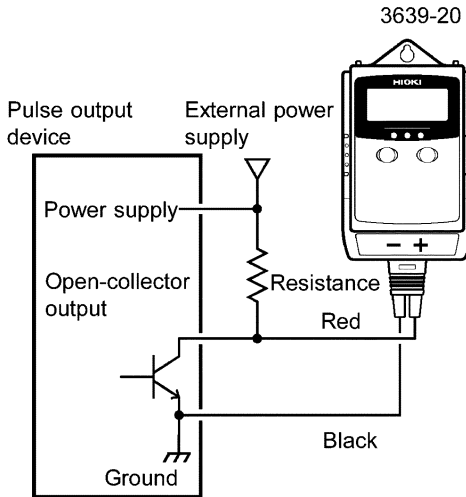 3639-20
HIOKI
Pulse output
device
External power
supply
Power supply
Open-collector
output
Resistance
Red
− +
Black
Ground